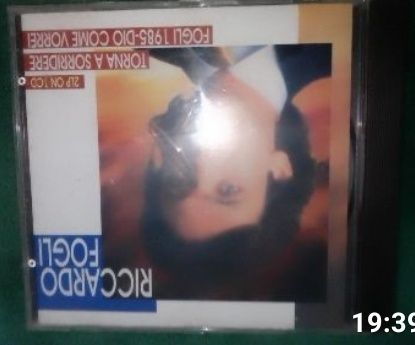 RICCARDO
FOGLI
2LP ON 1 CD
TORNA A SORRIDERE
FOGLI 1985-DIO COME VORREI
19:39